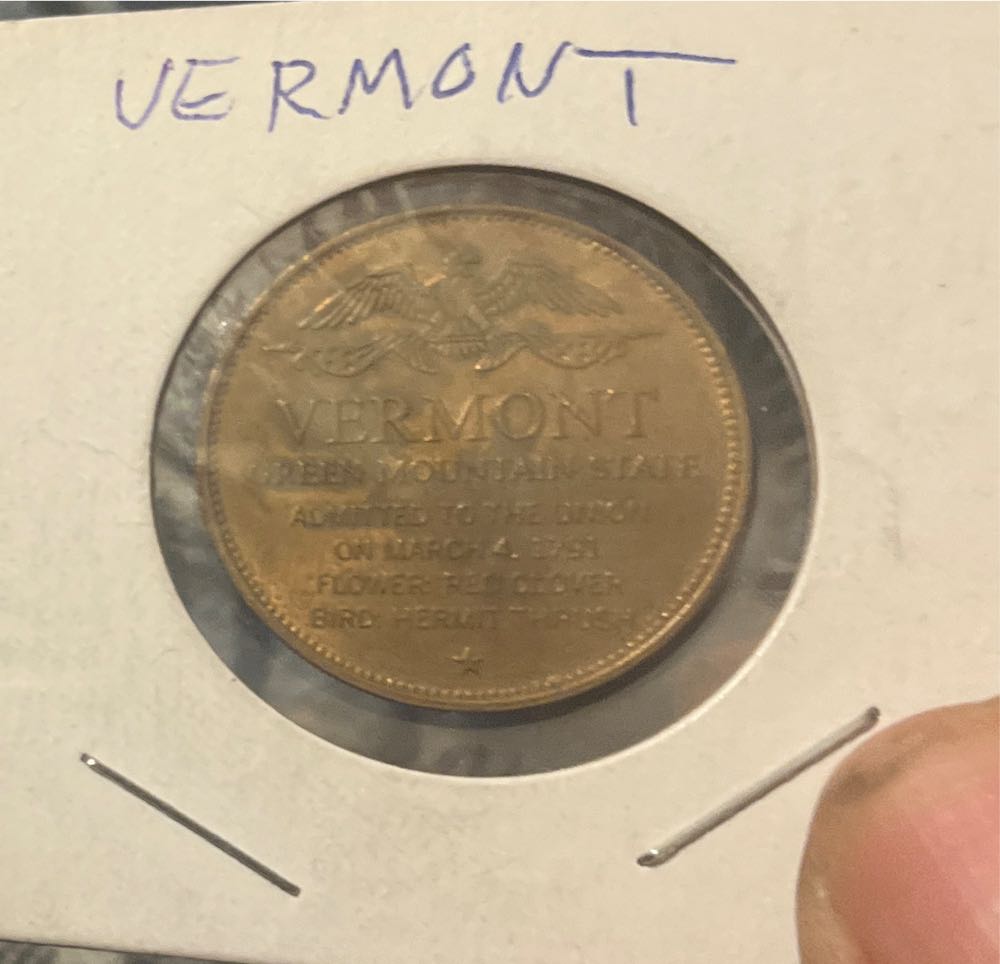 VERMONT
VERMONT
GREEN MOUNTAIN STATE
ADMITTED TO THE UNION
ON MARCH 4, 1791
FLOWER: RED CLOVER
BIRD: HERMIT THRUSH